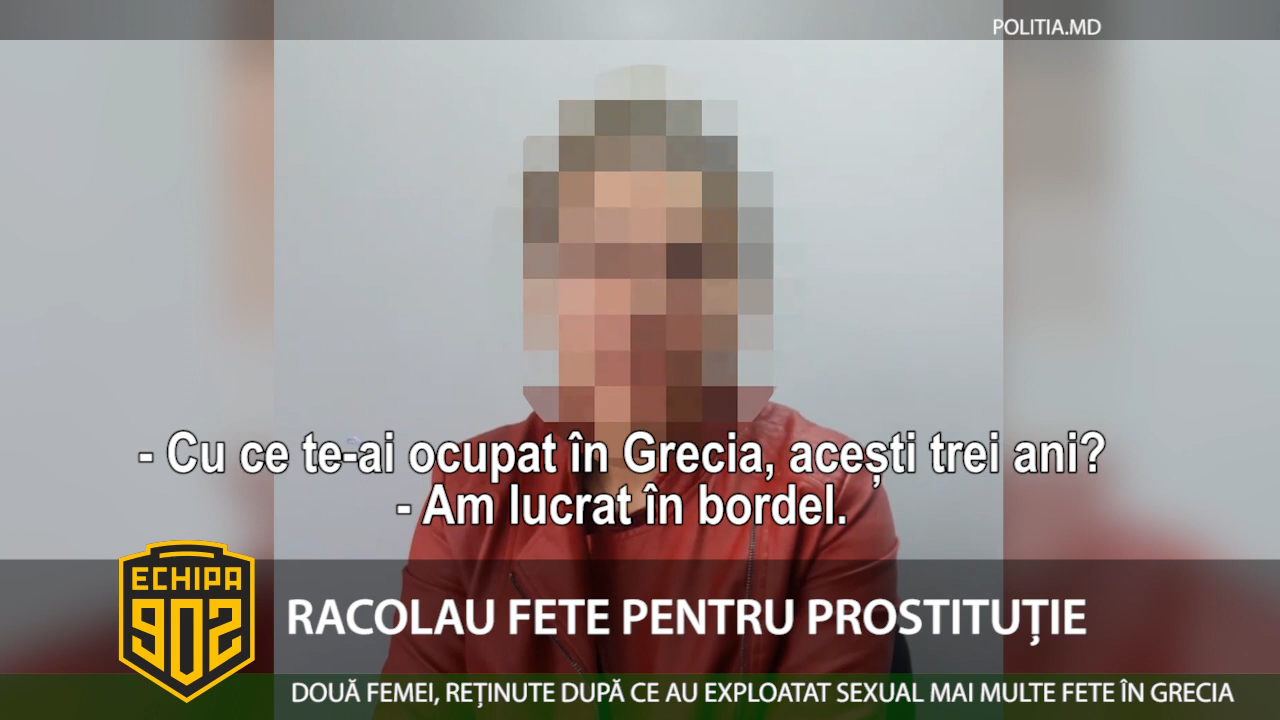 POLITIA.MD
- Cu ce te-ai ocupat în Grecia, acești trei ani?
- Am lucrat în bordel.
ECHIPA
902
RACOLAU FETE PENTRU PROSTITUȚIE
DOUĂ FEMEI, REȚINUTE DUPĂ CE AU EXPLOATAT SEXUAL MAI MULTE FETE ÎN GRECIA